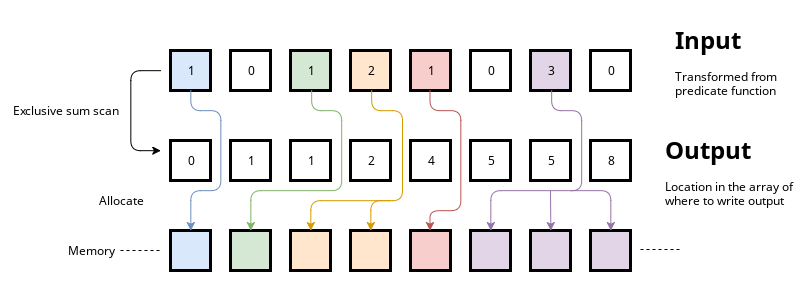 Input
1 0 1 2 1 0 3 0
Transformed from
predicate function
Exclusive sum scan
Output
0 1 1 2 4 5 5 8
Location in the array of
where to write output
Allocate
Memory